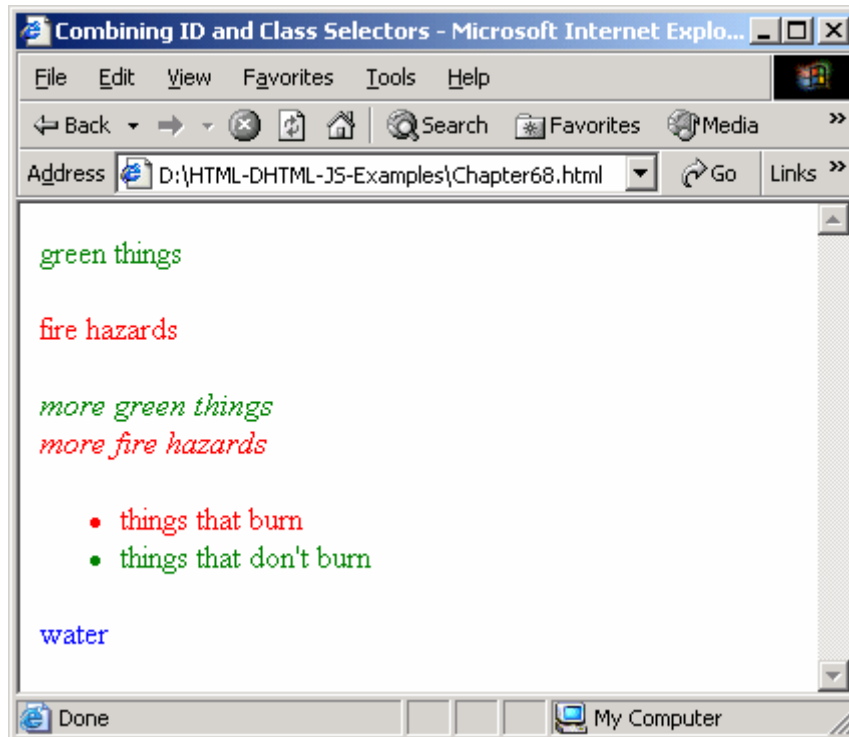 Combining ID and Class Selectors - Microsoft Internet Explo...
File Edit View Favorites Tools Help
Back Search Favorites Media »
Address D:\HTML-DHTML-JS-Examples\Chapter68.html Go Links »
green things
fire hazards
more green things
more fire hazards
• things that burn
• things that don't burn
water
Done My Computer